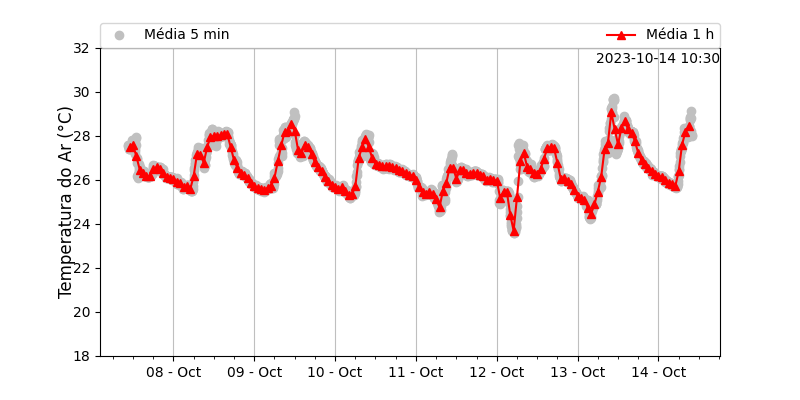 Média 5 min
Média 1 h
2023-10-14 10:30
Temperatura do Ar (°C)
32
30
28
26
24
22
20
18
08 - Oct
09 - Oct
10 - Oct
11 - Oct
12 - Oct
13 - Oct
14 - Oct